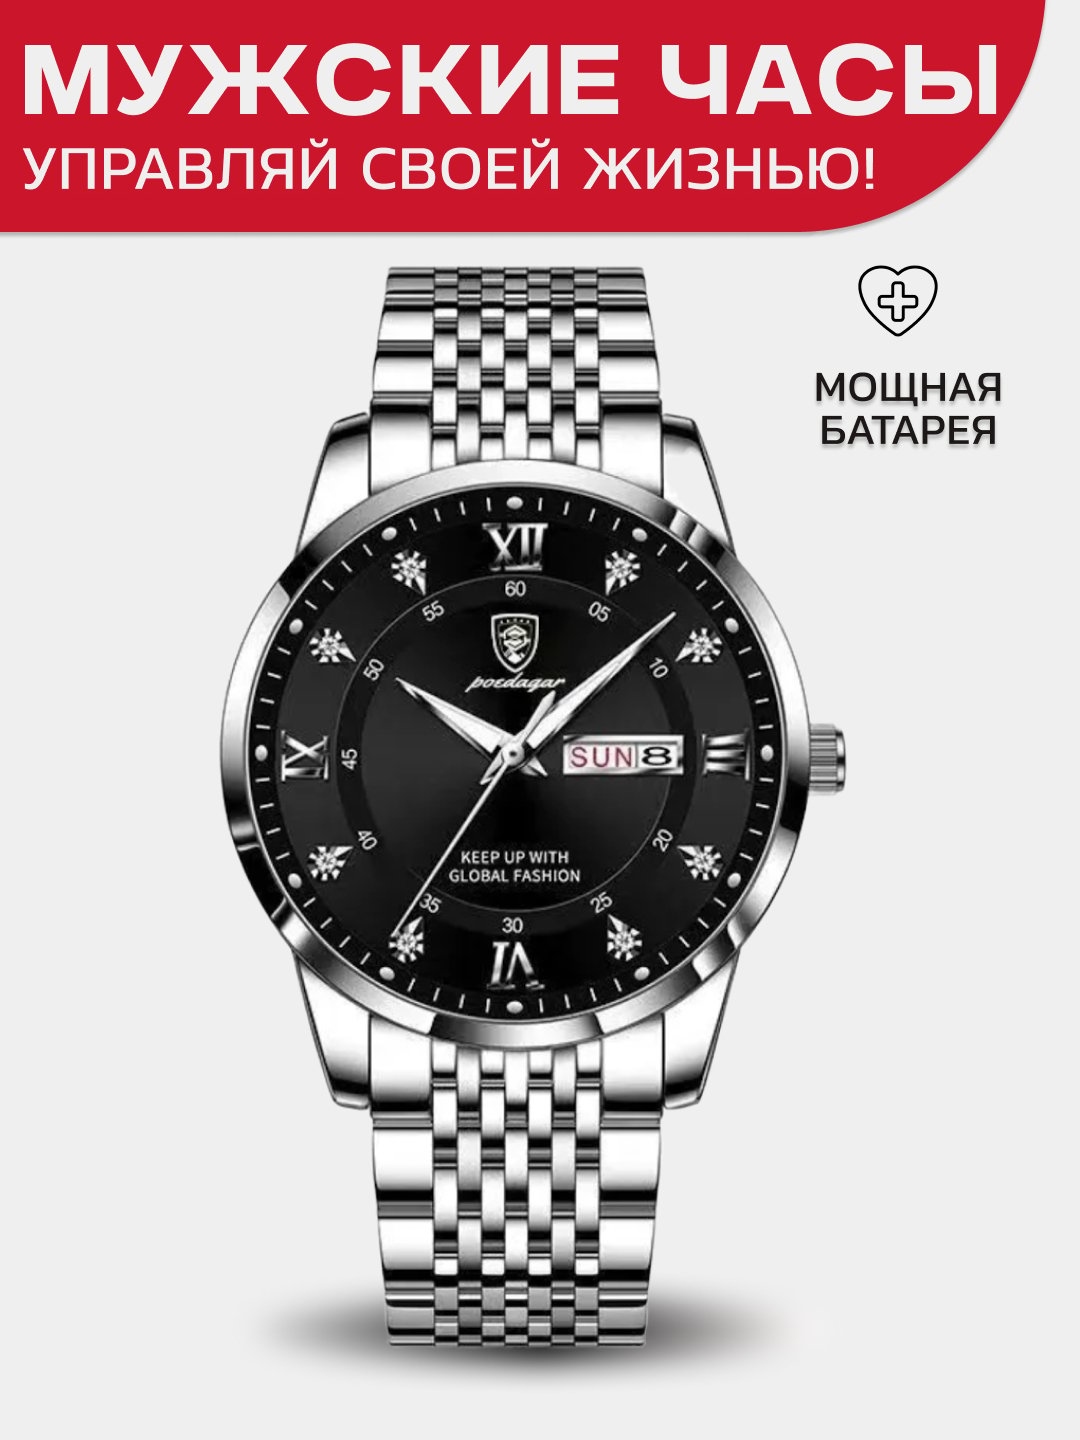 МУЖСКИЕ ЧАСЫ
УПРАВЛЯЙ СВОЕЙ ЖИЗНЬЮ!
МОЩНАЯ
БАТАРЕЯ
XII
60
55
05
50
10
poedagar
IX
45
SUN 8
III
40
20
KEEP UP WITH
GLOBAL FASHION
35
25
30
VI